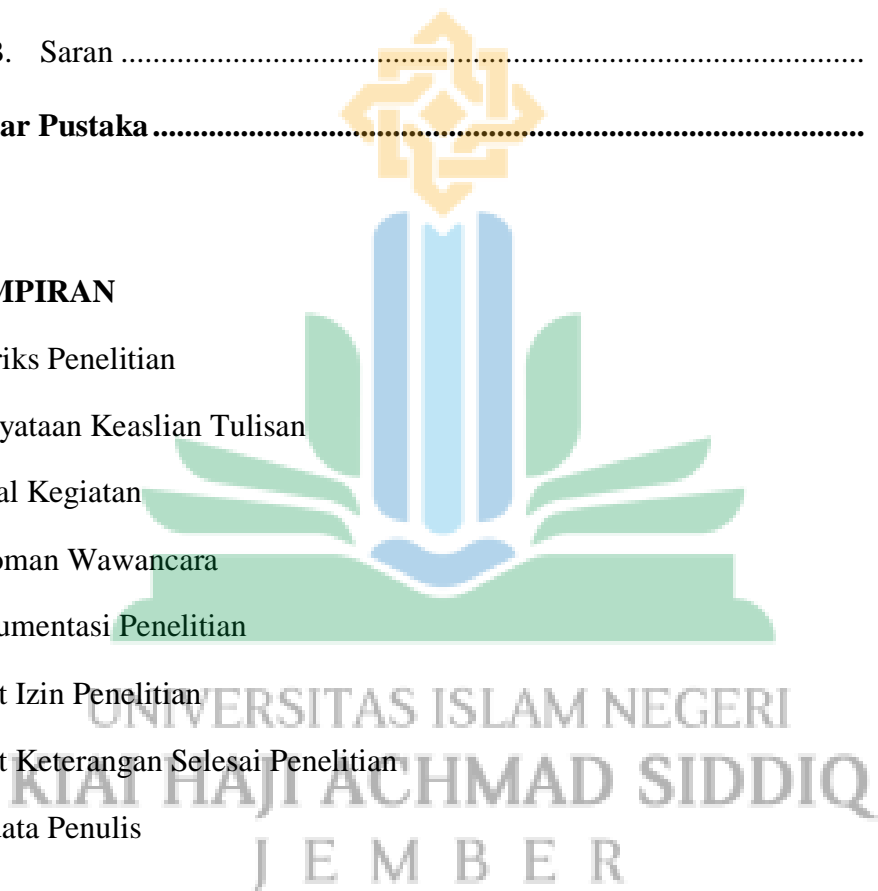 3. Saran ....................................................................................
ar Pustaka ................................................................................
MPIRAN
riks Penelitian
yataan Keaslian Tulisan
al Kegiatan
oman Wawancara
umentasi Penelitian
t Izin Penelitian
UNIVERSITAS ISLAM NEGERI
t Keterangan Selesai Penelitian
KIAI HAJI ACHMAD SIDDIQ
ata Penulis
J E M B E R